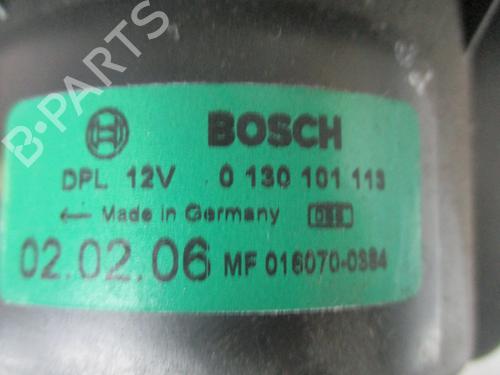 B-PARTS
BOSCH
DPL 12V 0 130 101 113
← Made in Germany
02.02.06 MF 016070-0384